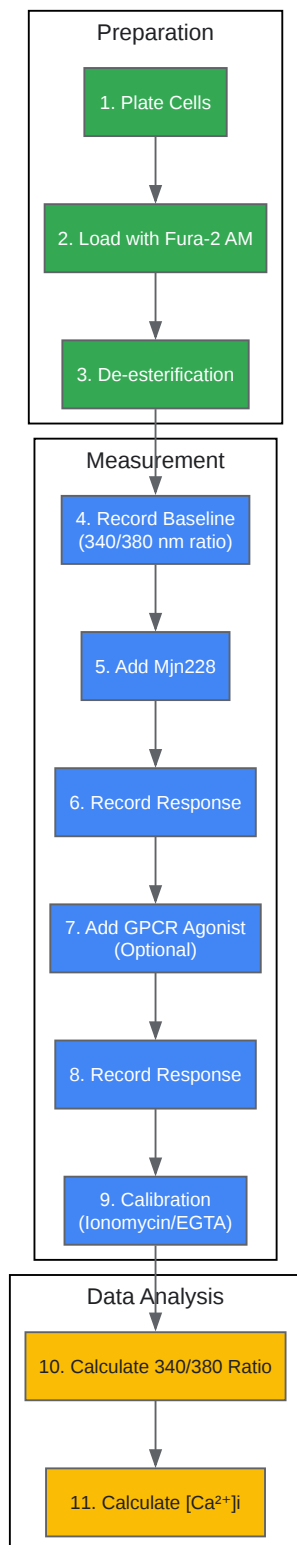 Preparation
1. Plate Cells
2. Load with Fura-2 AM
3. De-esterification
Measurement
4. Record Baseline
(340/380 nm ratio)
5. Add Mjn228
6. Record Response
7. Add GPCR Agonist
(Optional)
8. Record Response
9. Calibration
(Ionomycin/EGTA)
Data Analysis
10. Calculate 340/380 Ratio
11. Calculate [Ca²⁺]i